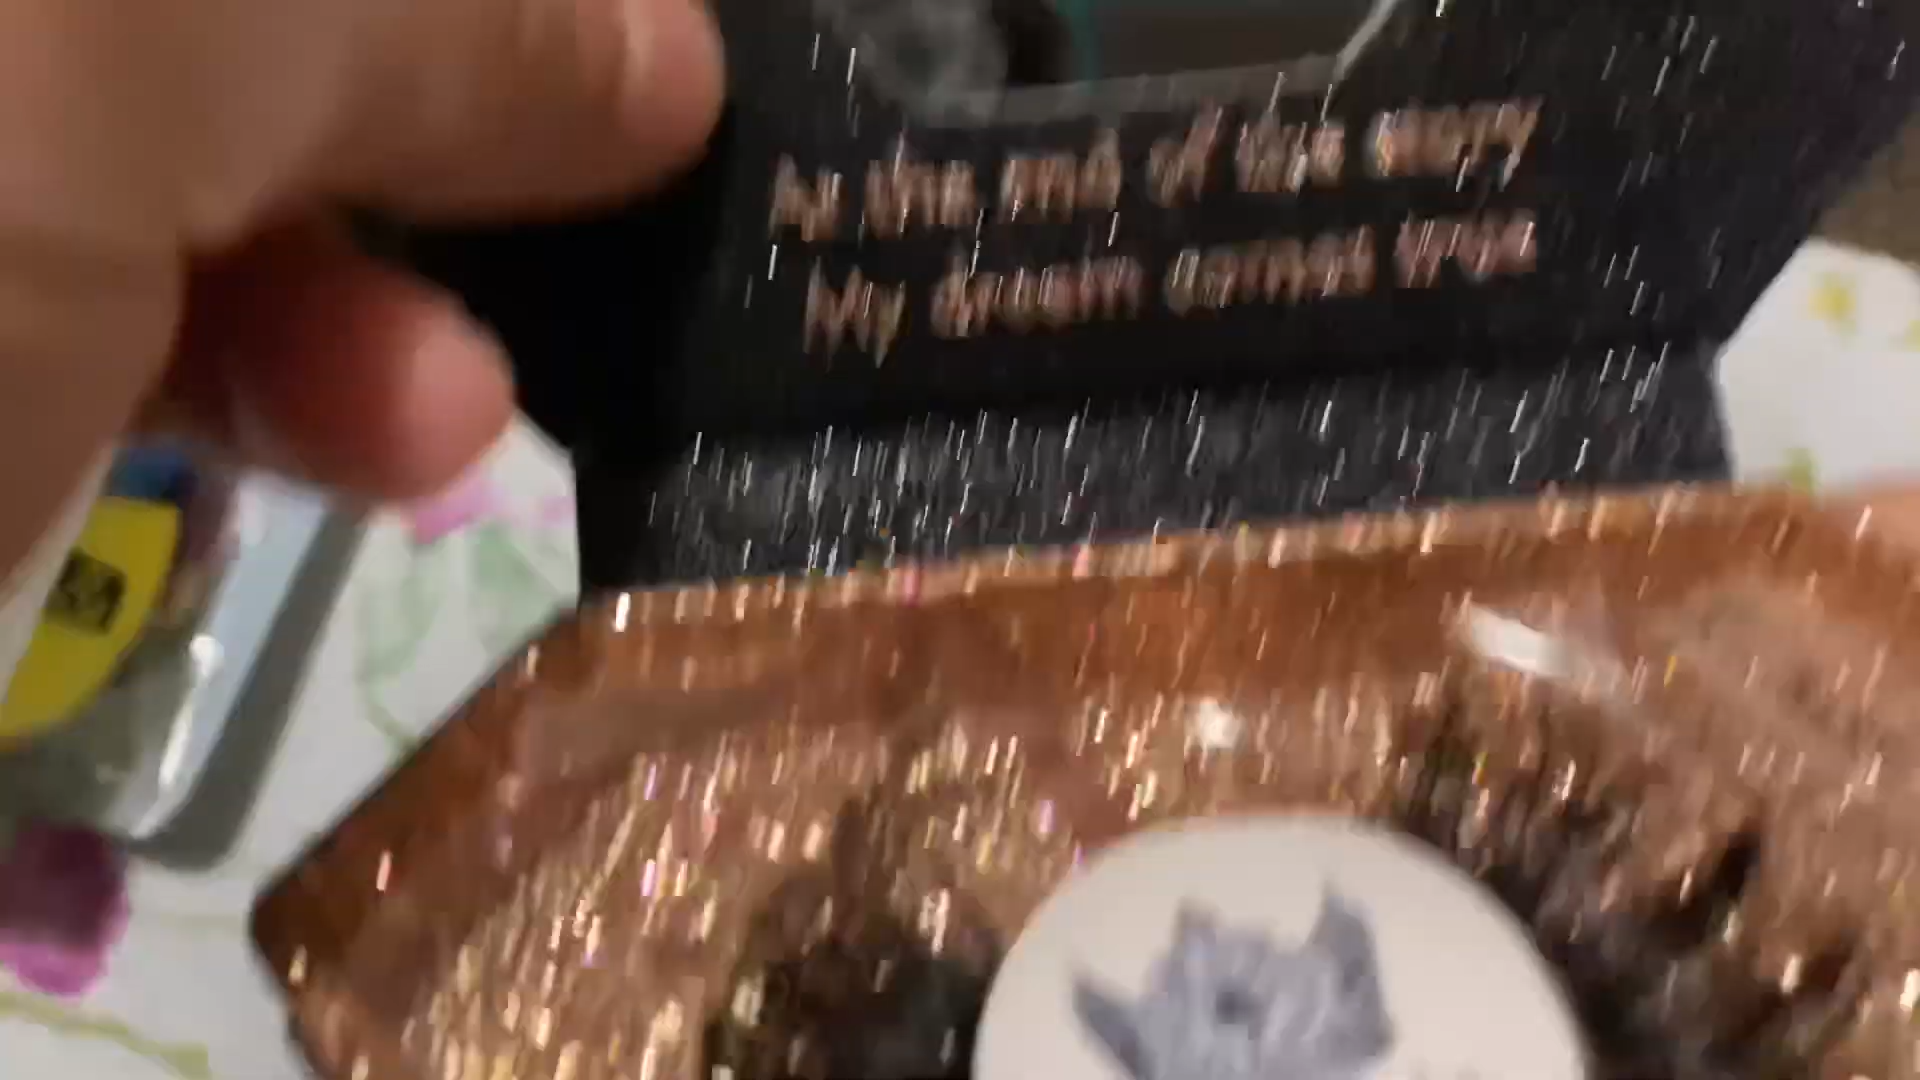 At the end of the story
My dream comes true